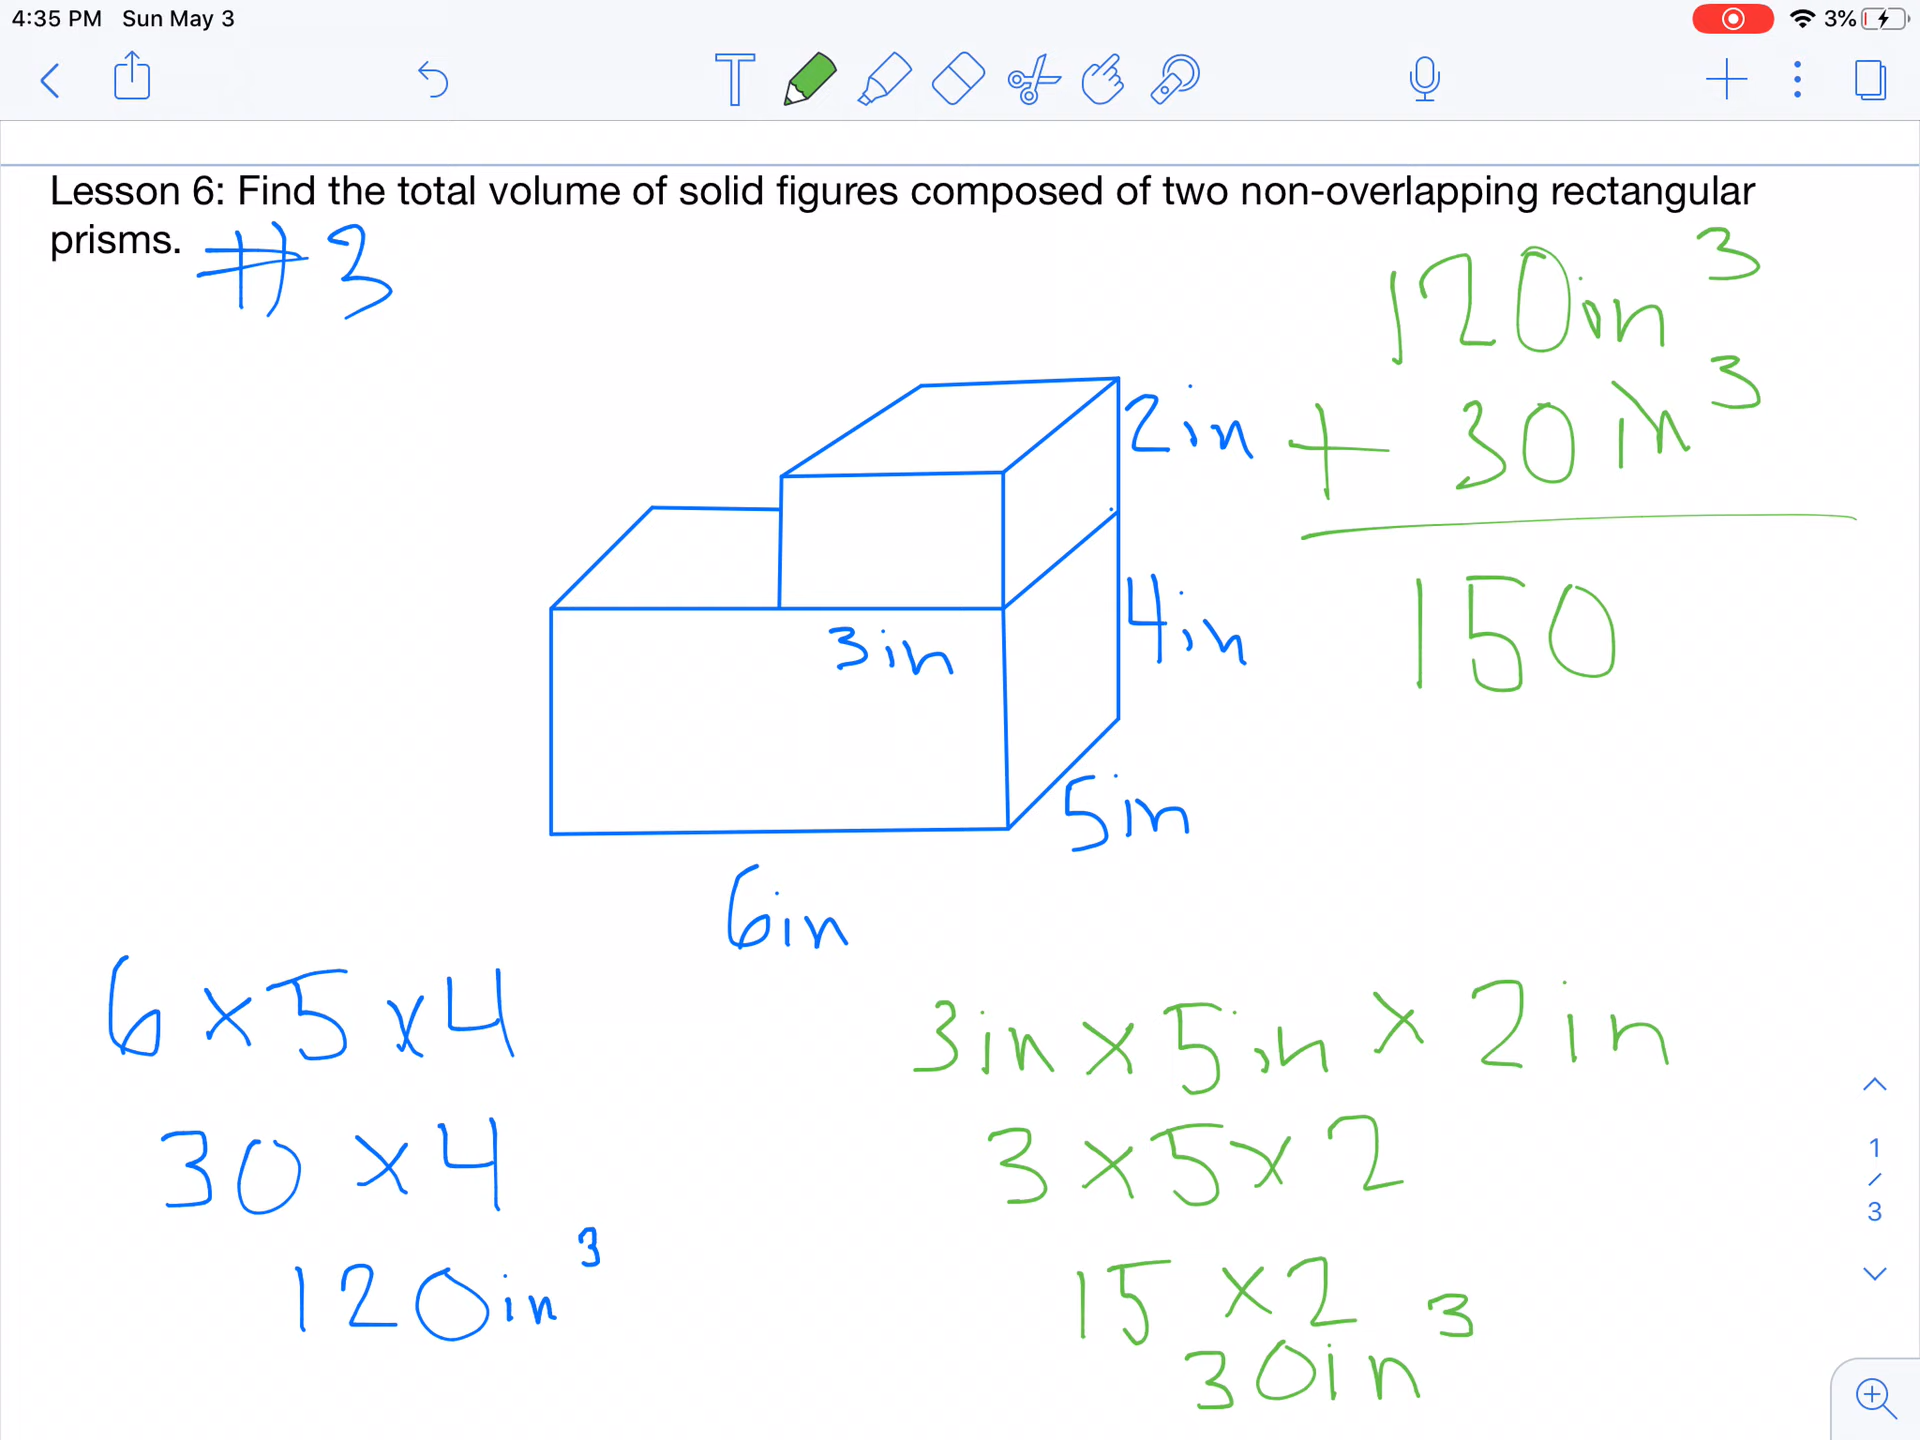 4:35 PM Sun May 3
3%
Lesson 6: Find the total volume of solid figures composed of two non-overlapping rectangular
prisms. #3
120in³
2in
+ 30in³
150
4in
3in
5in
6in
6 x 5 x 4
30 x 4
120in³
3in x 5in x 2in
3 x 5 x 2
15 x 2
30in³
1
/
3